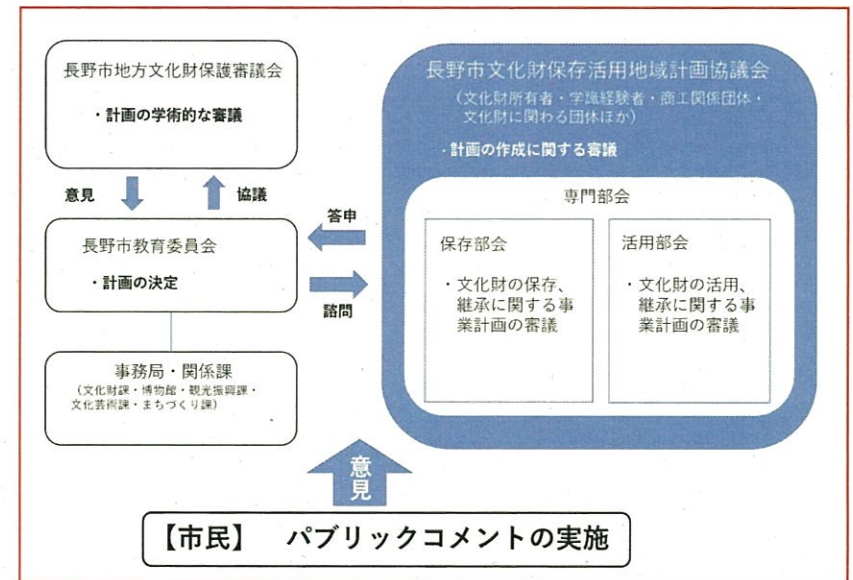 長野市地方文化財保護審議会
・計画の学術的な審議
意見
協議
長野市教育委員会
・計画の決定
事務局・関係課
（文化財課・博物館・観光振興課・
文化芸術課・まちづくり課）
答申
諮問
長野市文化財保存活用地域計画協議会
（文化財所有者・学識経験者・商工関係団体・
文化財に関わる団体ほか）
・計画の作成に関する審議
専門部会
保存部会
・文化財の保存、
継承に関する事
業計画の審議
活用部会
・文化財の活用、
継承に関する事
業計画の審議
意見
【市民】　パブリックコメントの実施